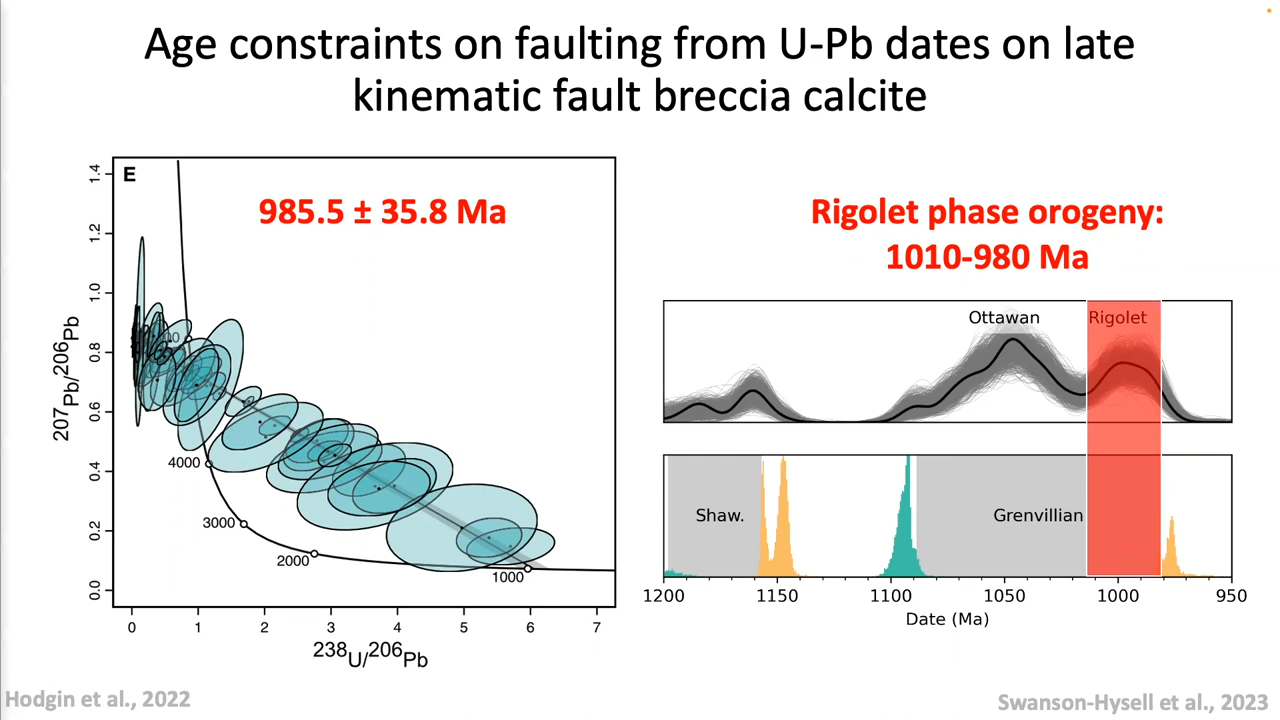 Age constraints on faulting from U-Pb dates on late
kinematic fault breccia calcite
E
985.5 ± 35.8 Ma
207Pb/206Pb
1.4
1.2
1.0
0.8
0.6
0.4
0.2
0.0
4000
3000
2000
1000
0 1 2 3 4 5 6 7
238U/206Pb
Rigolet phase orogeny:
1010-980 Ma
Ottawan
Rigolet
Shaw.
Grenvillian
1200 1150 1100 1050 1000 950
Date (Ma)
Hodgin et al., 2022
Swanson-Hysell et al., 2023